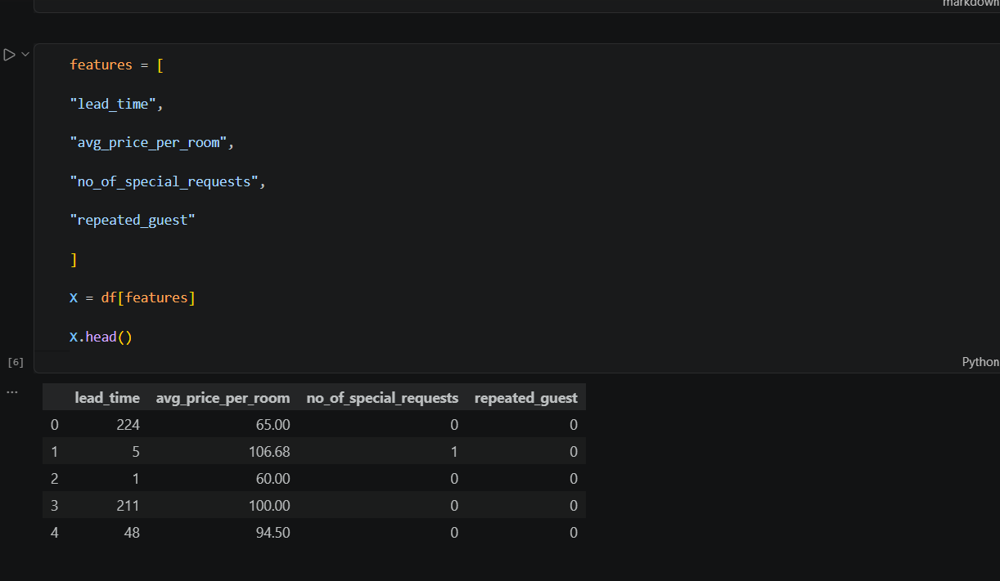 markdown
features = [
"lead_time",
"avg_price_per_room",
"no_of_special_requests",
"repeated_guest"
]
X = df[features]
X.head()
[6]
Python
...
lead_time avg_price_per_room no_of_special_requests repeated_guest
0 224 65.00 0 0
1 5 106.68 1 0
2 1 60.00 0 0
3 211 100.00 0 0
4 48 94.50 0 0